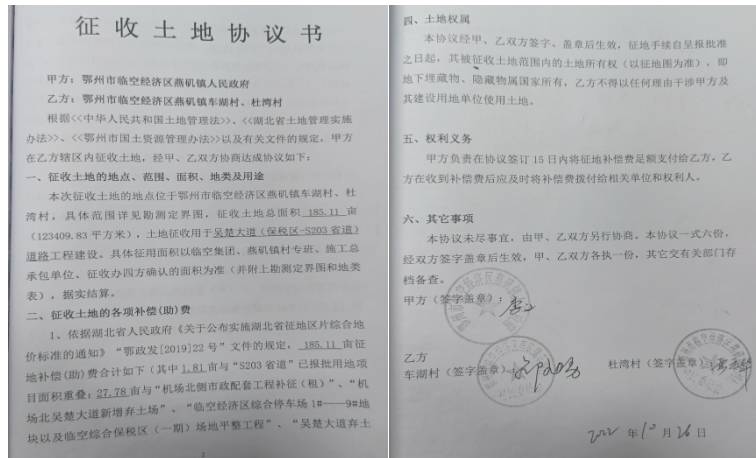 征收土地协议书
甲方：鄂州市临空经济区燕矶镇人民政府
乙方：鄂州市临空经济区燕矶镇车湖村、杜湾村
根据<<中华人民共和国土地管理法>>、<<湖北省土地管理实施
办法>>、<<鄂州市国土资源管理办法>>以及有关文件的规定，甲方
在乙方辖区内征收土地，经甲、乙双方协商达成协议如下：
一、征收土地的地点、范围、面积、地类及用途
本次征收土地的地点位于鄂州市临空经济区燕矶镇车湖村、杜
湾村，具体范围详见勘测定界图，征收土地总面积 185.11 亩
（123409.83 平方米），土地征收用于吴楚大道（保税区-S203 省道）
道路工程建设。具体征用面积以临空集团、燕矶镇村专班、施工总
承包单位、征收办四方确认的面积为准（并附上勘测定界图和地类
表），据实结算。
二、征收土地的各项补偿(助)费
1、依据湖北省人民政府《关于公布实施湖北省征地区片综合地
价标准的通知》“鄂政发[2019]22 号”文件的规定，185.11 亩征
地补偿(助)费合计如下（其中 1.81 亩与“S203 省道”已报批用地项
目面积重叠；27.78 亩与“机场北侧市政配套工程补征（租）”、“机
场北吴楚大道新增弃土场”、“临空经济区综合停车场 1#——9#地
块以及临空综合保税区（一期）场地平整工程”、“吴楚大道弃土
四、土地权属
本协议经甲、乙双方签字、盖章后生效，征地手续自呈报批准
之日起，其被征收土地范围内的土地所有权（以征地图为准），即
地下埋藏物、隐藏物属国家所有，乙方不得以任何理由干涉甲方及
其建设用地单位使用土地。
五、权利义务
甲方负责在协议签订 15 日内将征地补偿费足额支付给乙方，乙
方在收到补偿费后应及时将补偿费拨付给相关单位和权利人。
六、其它事项
本协议未尽事宜，由甲、乙双方另行协商。本协议一式六份，
经双方签字盖章后生效，甲、乙双方各执一份，其它交有关部门存
档备查。
甲方（签字盖章）：
乙方
车湖村（签字盖章）
杜湾村（签字盖章）
2022 年 10 月 26 日